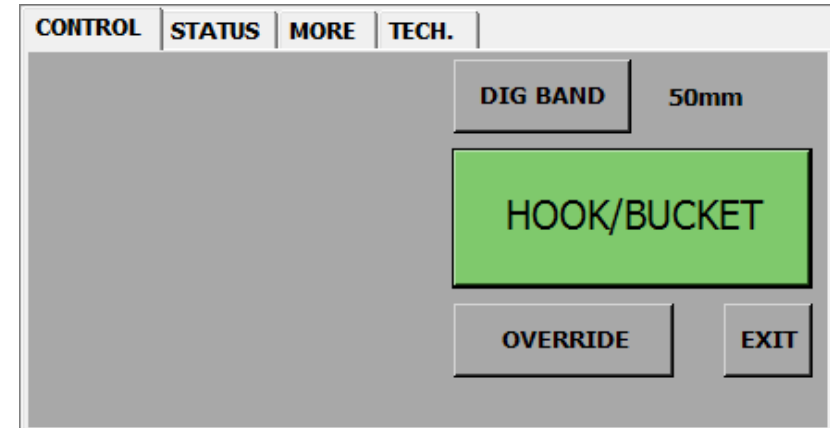 CONTROL STATUS MORE TECH.
DIG BAND 50mm
HOOK/BUCKET
OVERRIDE EXIT